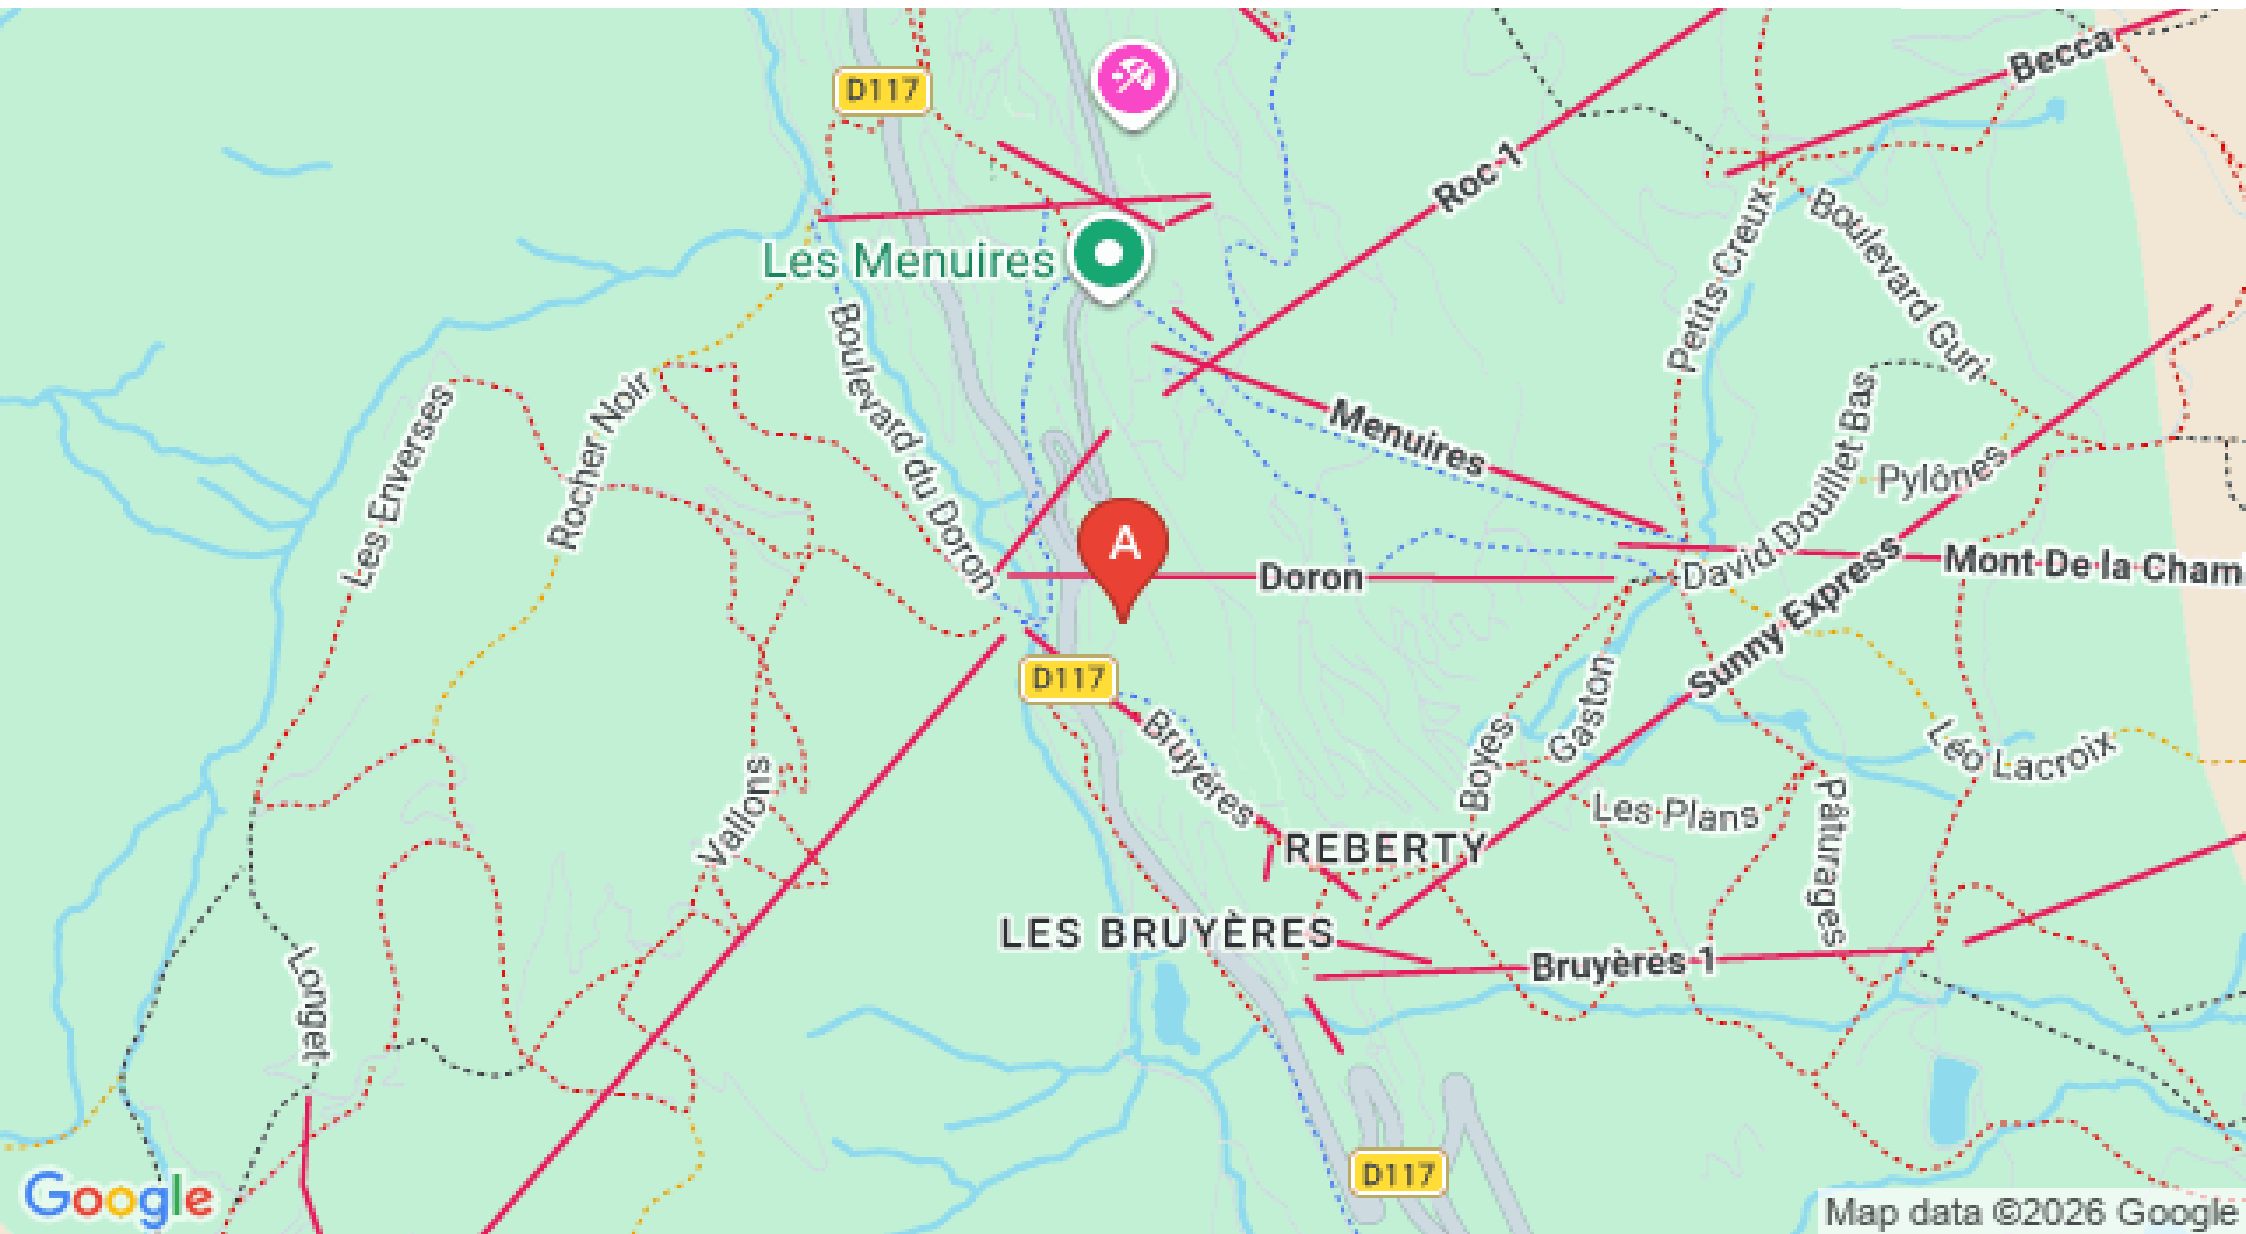 Becca
D117
Roc 1
Les Menuires
Petits Creux
Boulevard Guri
Boulevard du Doron
Les Enverses
Rocher Noir
Menuires
David Douillet Bas
Pylônes
A
Doron
Mont De la Cham
Sunny Express
D117
Bruyères
Gaston
Boyes
Léo Lacroix
Les Plans
Pâturages
Vallons
REBERTY
LES BRUYÈRES
Bruyères 1
Longet
D117
Google
Map data ©2026 Google